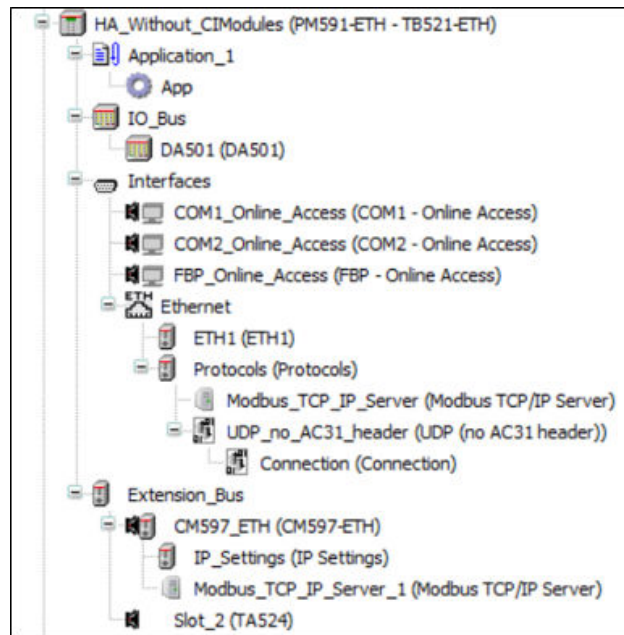 HA_Without_CIModules (PM591-ETH - TB521-ETH)
Application_1
App
IO_Bus
DA501 (DA501)
Interfaces
COM1_Online_Access (COM1 - Online Access)
COM2_Online_Access (COM2 - Online Access)
FBP_Online_Access (FBP - Online Access)
ETH Ethernet
ETH1 (ETH1)
Protocols (Protocols)
Modbus_TCP_IP_Server (Modbus TCP/IP Server)
UDP_no_AC31_header (UDP (no AC31 header))
Connection (Connection)
Extension_Bus
CM597_ETH (CM597-ETH)
IP_Settings (IP Settings)
Modbus_TCP_IP_Server_1 (Modbus TCP/IP Server)
Slot_2 (TA524)